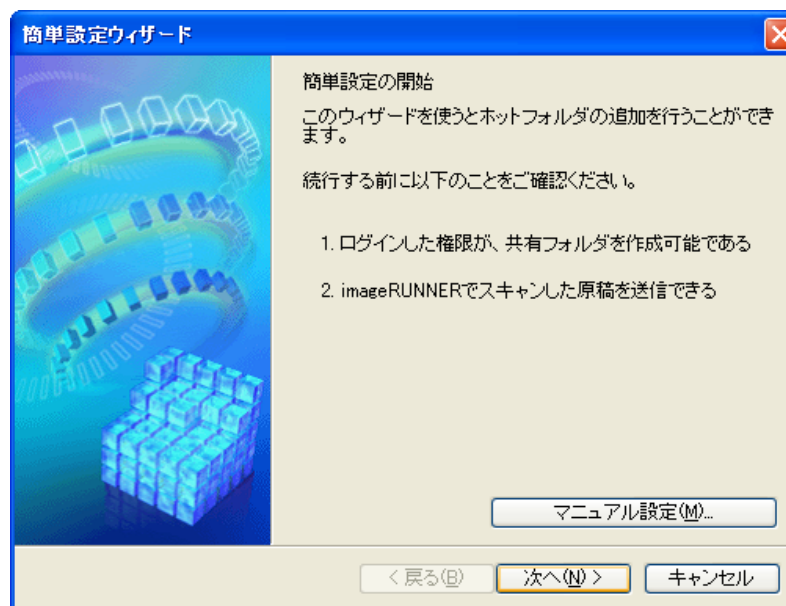 簡単設定ウィザード
簡単設定の開始
このウィザードを使うとホットフォルダの追加を行うことができ
ます。
続行する前に以下のことをご確認ください。
1. ログインした権限が、共有フォルダを作成可能である
2. imageRUNNERでスキャンした原稿を送信できる
マニュアル設定(M)...
< 戻る(B)
次へ(N) >
キャンセル